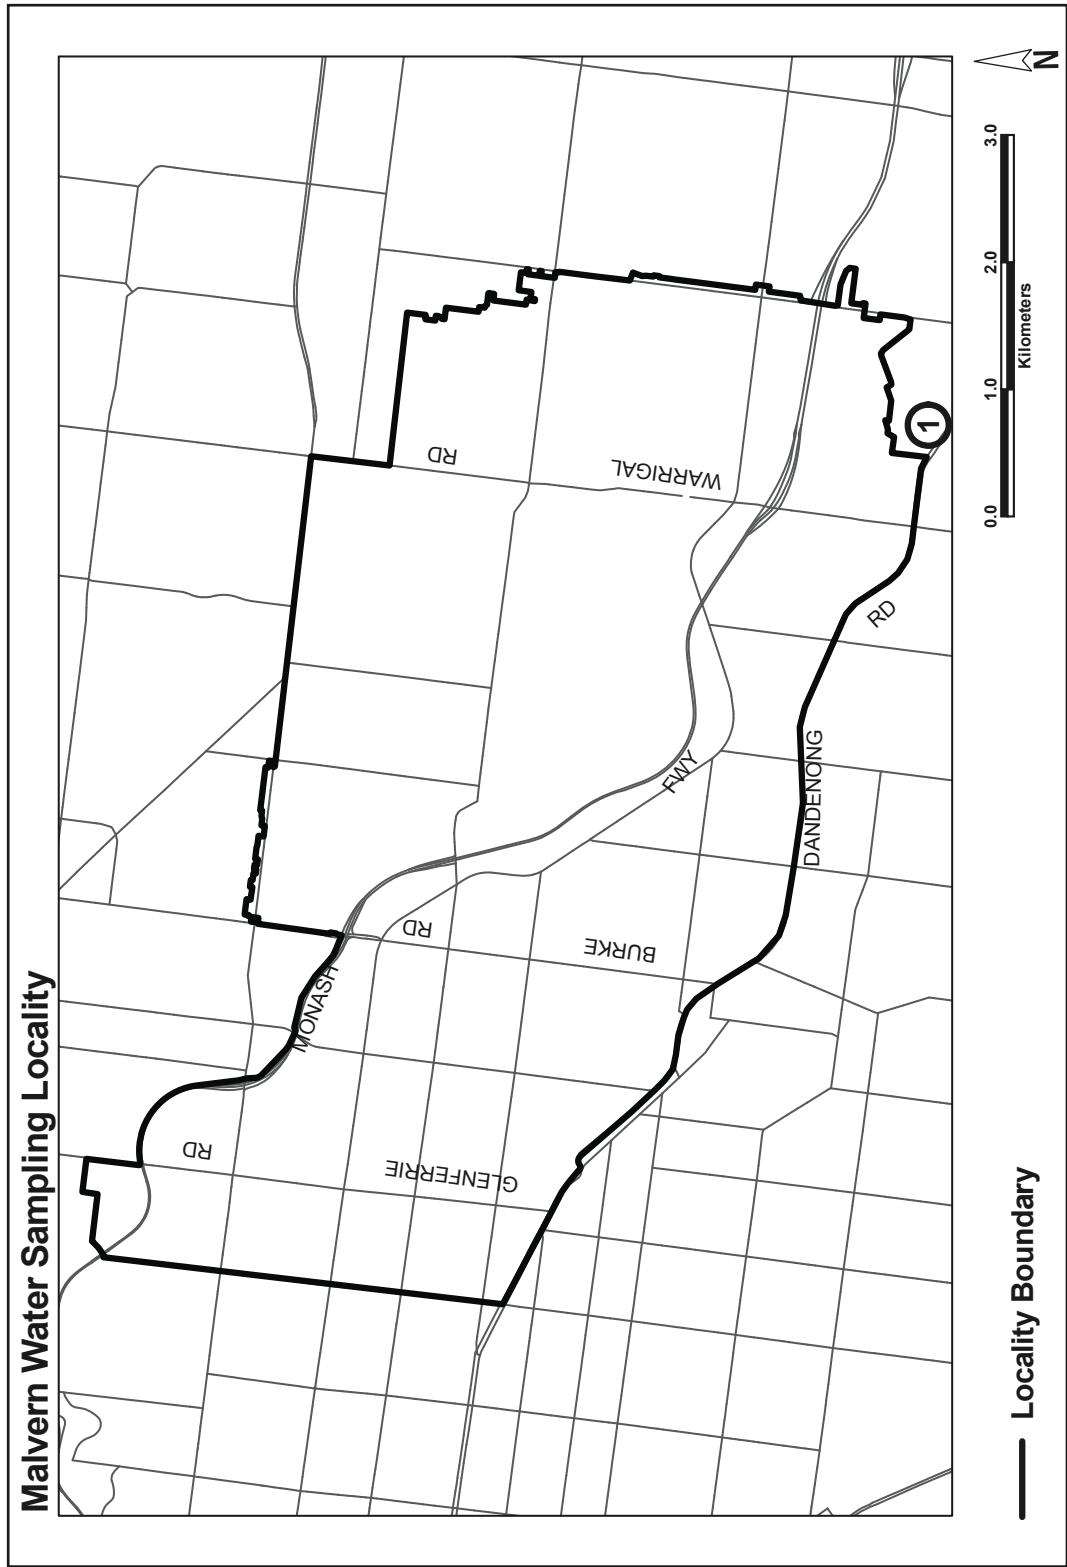 Malvern Water Sampling Locality
RD
WARRIGAL
FWY
RD
DANDENONG
RD
BURKE
MONASH
RD
GLENFERRIE
1
0.0 1.0 2.0 3.0
Kilometers
N
Locality Boundary